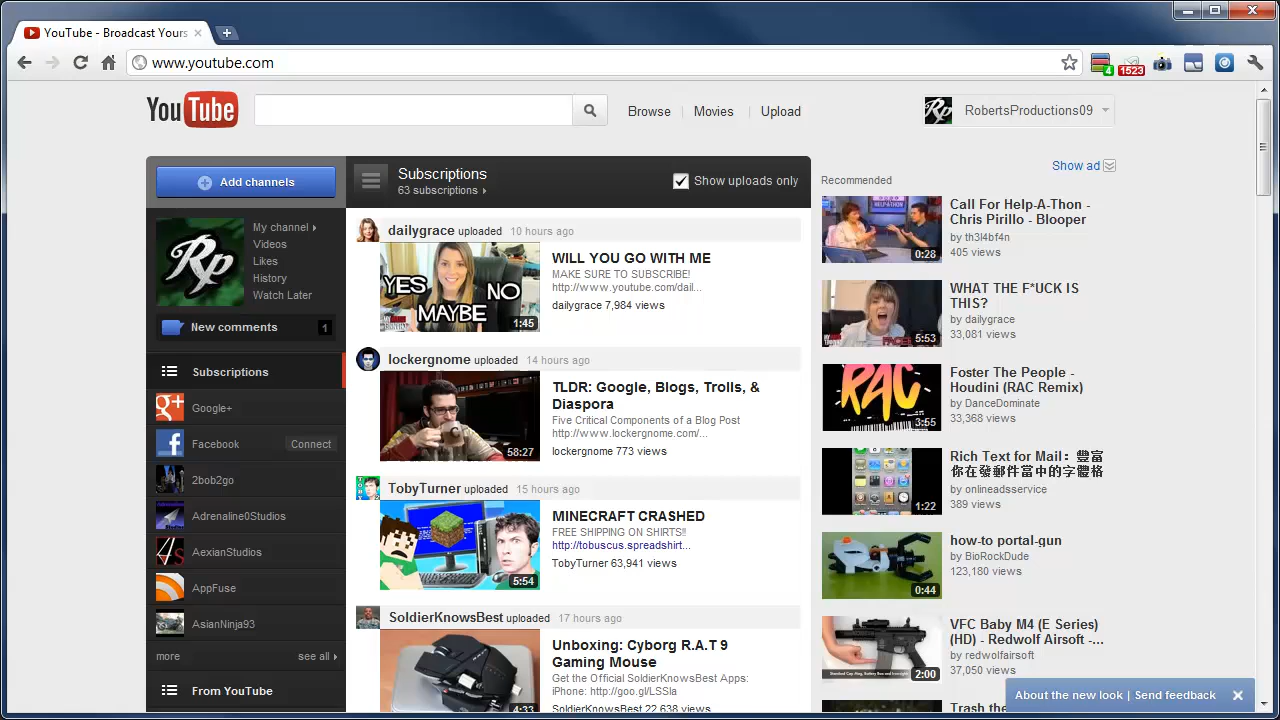 YouTube - Broadcast Yours
www.youtube.com
4
1523
YouTube
Browse
Movies
Upload
Rp
RobertsProductions09
Add channels
Subscriptions
63 subscriptions
Show uploads only
Show ad
Recommended
Rp
My channel
Videos
Likes
History
Watch Later
New comments 1
Subscriptions
Google+
Facebook Connect
2bob2go
Adrenaline0Studios
AexianStudios
AppFuse
AsianNinja93
more see all
From YouTube
dailygrace uploaded 10 hours ago
YES
MAYBE
NO
1:45
WILL YOU GO WITH ME
MAKE SURE TO SUBSCRIBE!
http://www.youtube.com/dail...
dailygrace 7,984 views
lockergnome uploaded 14 hours ago
58:27
TLDR: Google, Blogs, Trolls, &
Diaspora
Five Critical Components of a Blog Post
http://www.lockergnome.com/...
lockergnome 773 views
TobyTurner uploaded 15 hours ago
5:54
MINECRAFT CRASHED
FREE SHIPPING ON SHIRTS!!
http://tobuscus.spreadshirt...
TobyTurner 63,941 views
SoldierKnowsBest uploaded 17 hours ago
4:33
Unboxing: Cyborg R.A.T 9
Gaming Mouse
Get the Official SoldierKnowsBest Apps:
iPhone: http://goo.gl/LSSIa
SoldierKnowsBest 22,638 views
0:28
Call For Help-A-Thon -
Chris Pirillo - Blooper
by th3l4bf4n
405 views
5:53
WHAT THE F*UCK IS
THIS?
by dailygrace
33,081 views
RAC
3:55
Foster The People -
Houdini (RAC Remix)
by DanceDominate
33,368 views
1:22
Rich Text for Mail：豐富
你在發郵件當中的字體格
by onlineadsservice
389 views
0:44
how-to portal-gun
by BioRockDude
123,180 views
2:00
VFC Baby M4 (E Series)
(HD) - Redwolf Airsoft -...
by redwolfairsoft
37,050 views
Trash the
About the new look | Send feedback